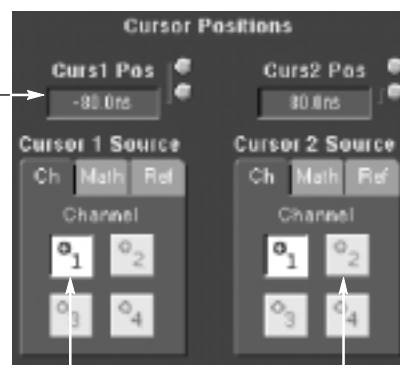 Cursor Positions
Curs1 Pos Curs2 Pos
-80.0ns 80.0ns
Cursor 1 Source Cursor 2 Source
Ch Math Ref Ch Math Ref
Channel Channel
1 2 1 2
3 4 3 4